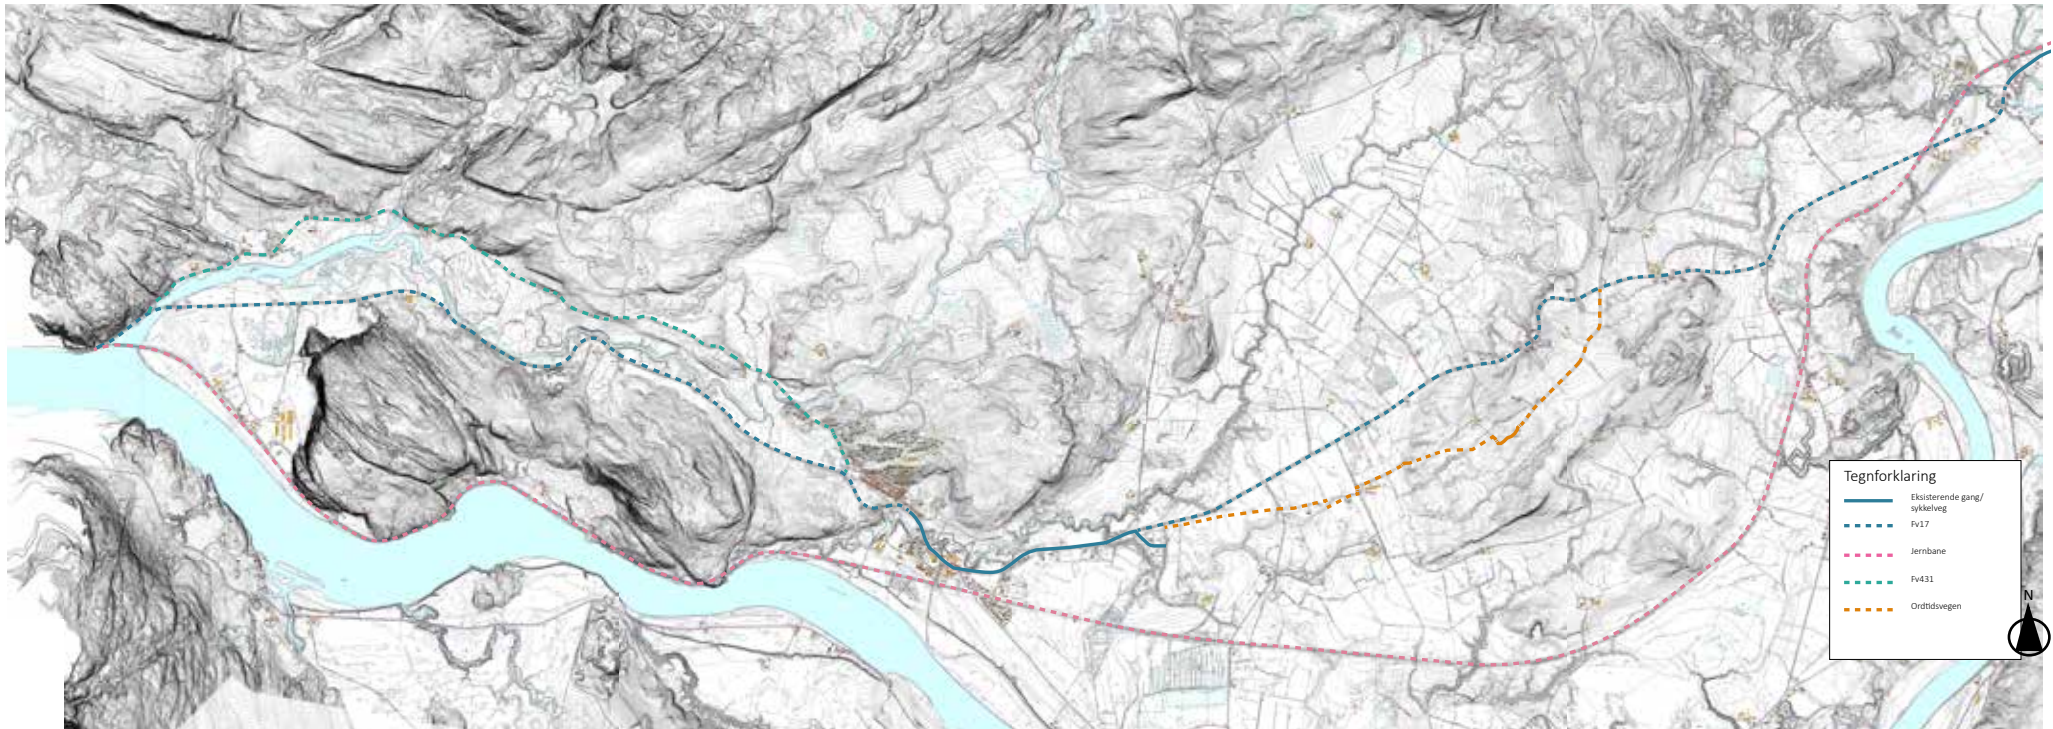 Tegnforklaring
Eksisterende gang/
sykkelveg
Fv17
Jernbane
Fv431
Ordtidsvegen
N